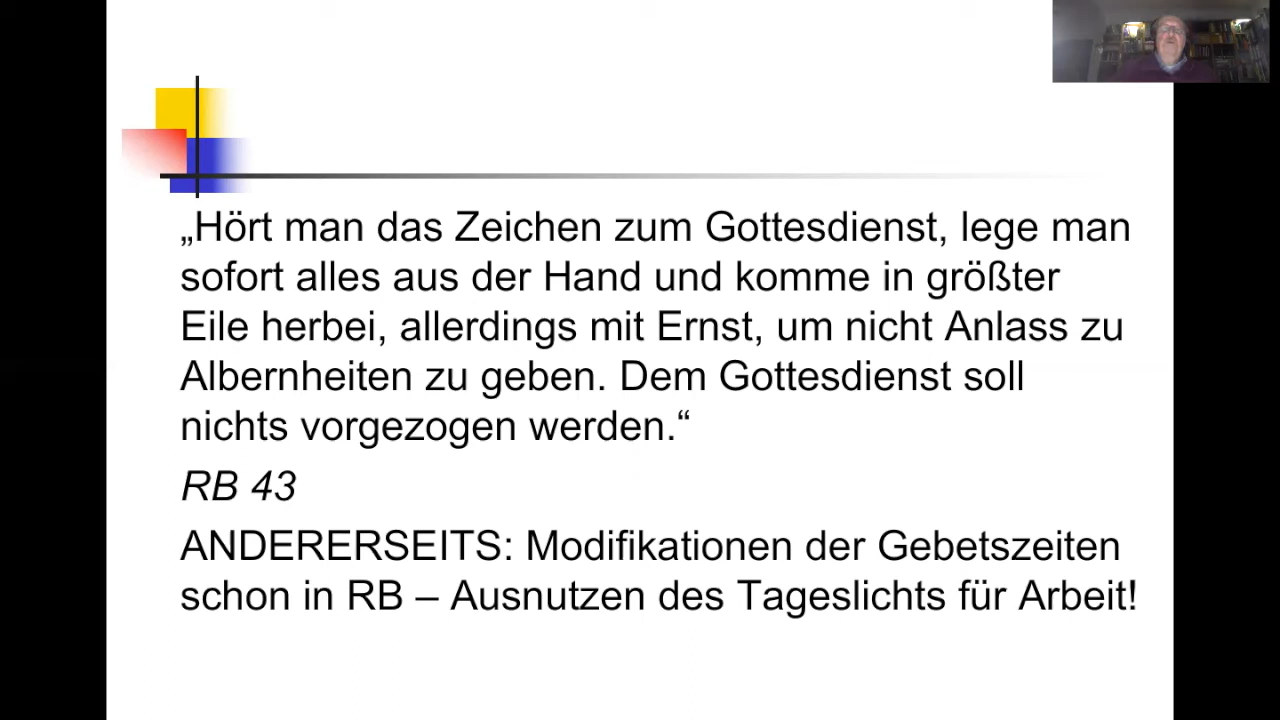 „Hört man das Zeichen zum Gottesdienst, lege man
sofort alles aus der Hand und komme in größter
Eile herbei, allerdings mit Ernst, um nicht Anlass zu
Albernheiten zu geben. Dem Gottesdienst soll
nichts vorgezogen werden.“
RB 43
ANDERERSEITS: Modifikationen der Gebetszeiten
schon in RB – Ausnutzen des Tageslichts für Arbeit!